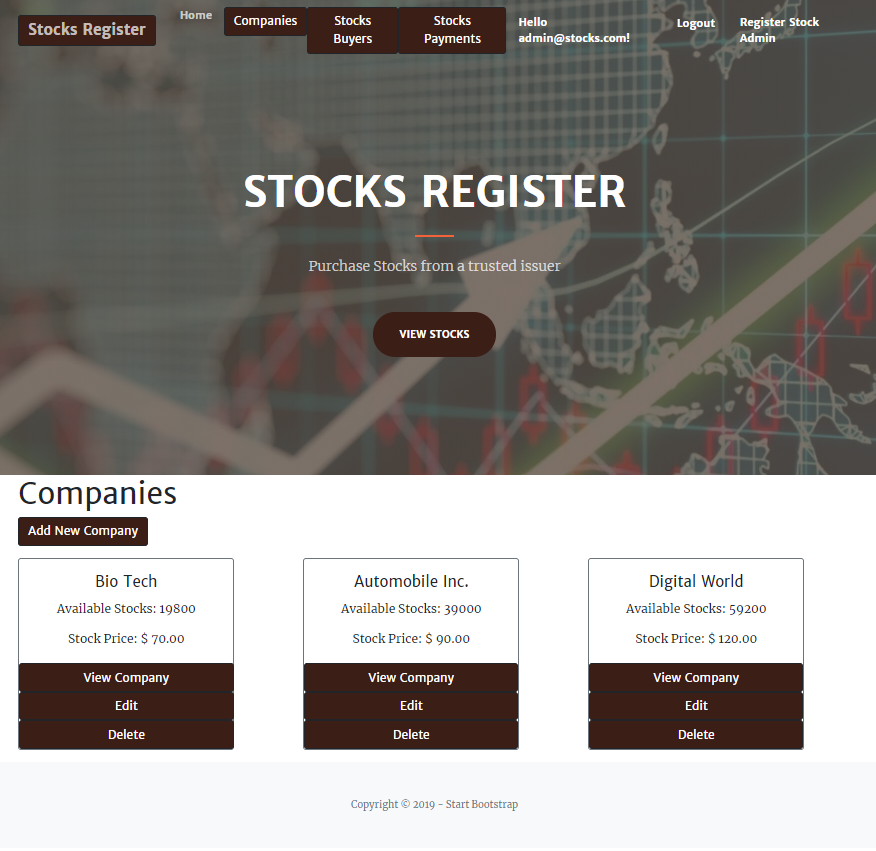 Stocks Register
Home
Companies
Stocks
Buyers
Stocks
Payments
Hello
admin@stocks.com!
Logout
Register Stock
Admin
STOCKS REGISTER
Purchase Stocks from a trusted issuer
VIEW STOCKS
Companies
Add New Company
Bio Tech
Available Stocks: 19800
Stock Price: $ 70.00
View Company
Edit
Delete
Automobile Inc.
Available Stocks: 39000
Stock Price: $ 90.00
View Company
Edit
Delete
Digital World
Available Stocks: 59200
Stock Price: $ 120.00
View Company
Edit
Delete
Copyright © 2019 - Start Bootstrap